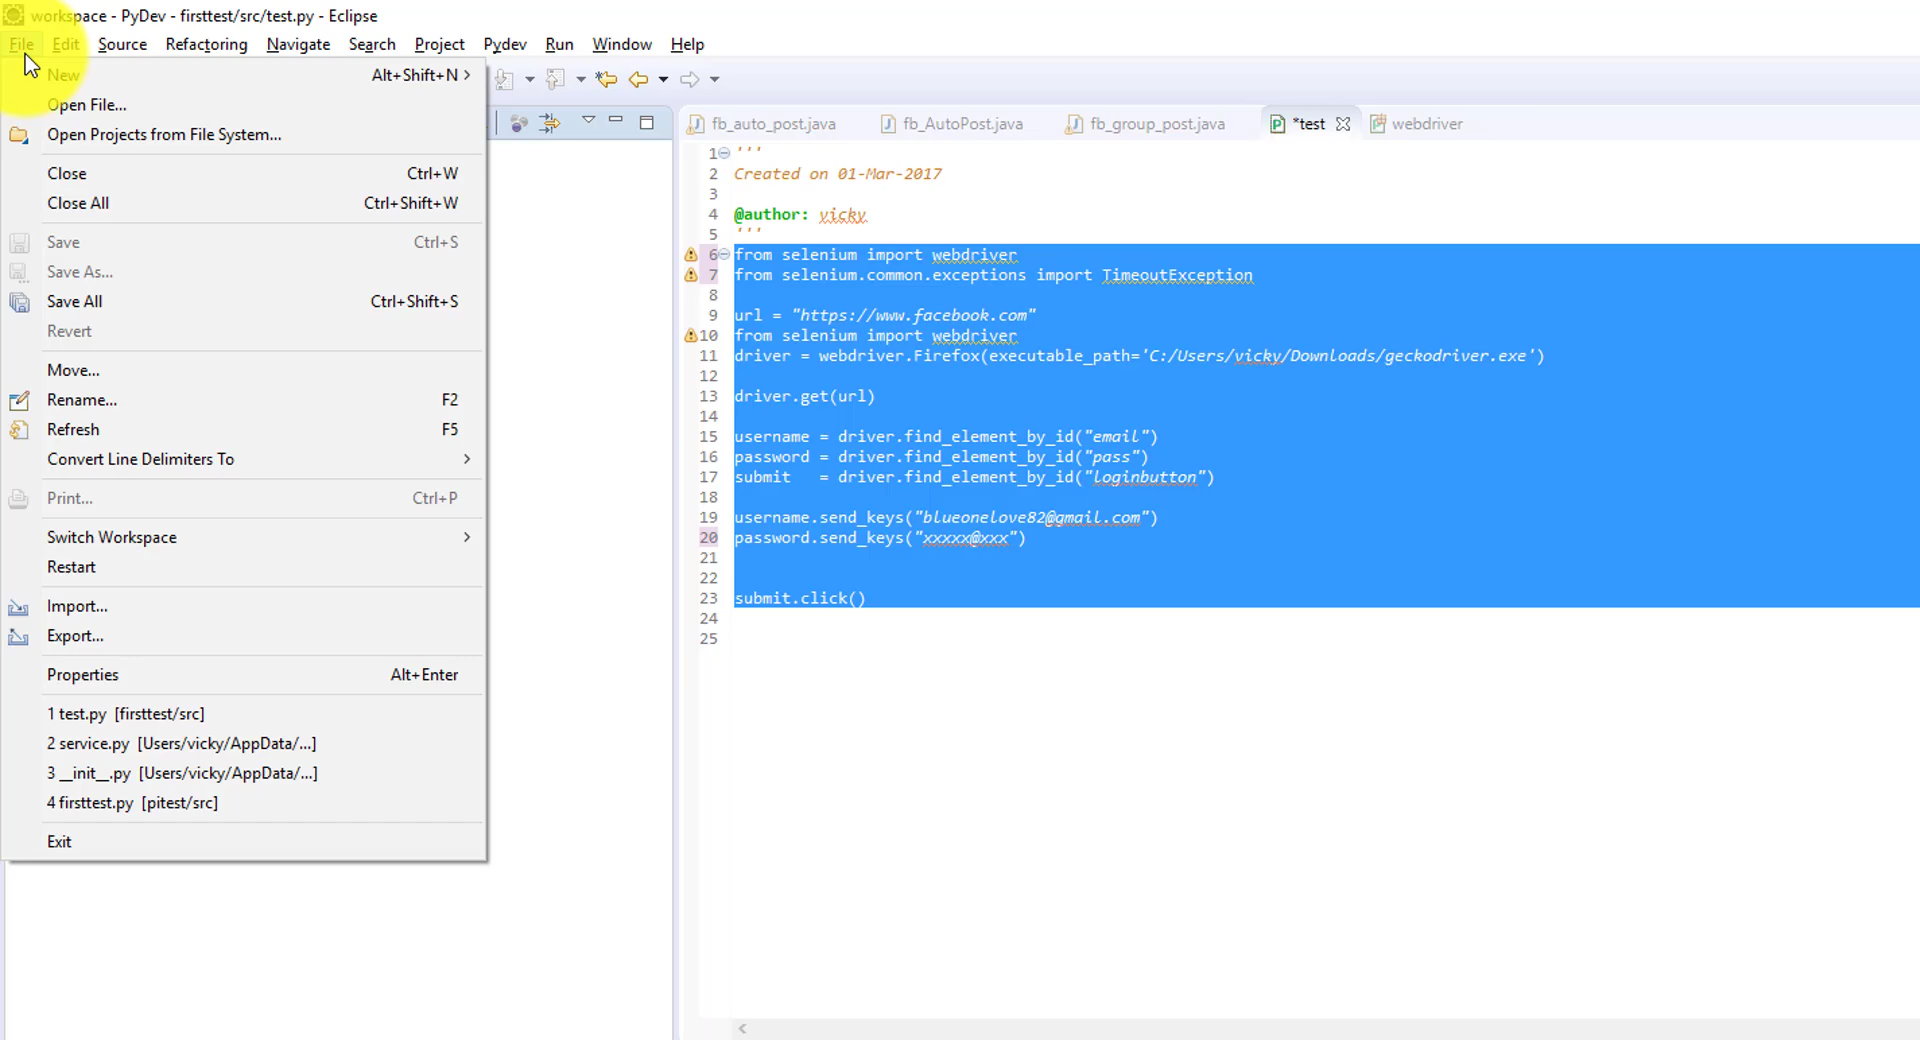 workspace - PyDev - firsttest/src/test.py - Eclipse
File Edit Source Refactoring Navigate Search Project Pydev Run Window Help
New Alt+Shift+N
Open File...
Open Projects from File System...
Close Ctrl+W
Close All Ctrl+Shift+W
Save Ctrl+S
Save As...
Save All Ctrl+Shift+S
Revert
Move...
Rename... F2
Refresh F5
Convert Line Delimiters To
Print... Ctrl+P
Switch Workspace
Restart
Import...
Export...
Properties Alt+Enter
1 test.py [firsttest/src]
2 service.py [Users/vicky/AppData/...]
3 __init__.py [Users/vicky/AppData/...]
4 firsttest.py [pitest/src]
Exit
fb_auto_post.java fb_AutoPost.java fb_group_post.java *test webdriver
1 '''
2 Created on 01-Mar-2017
3
4 @author: vicky
5 '''
6 from selenium import webdriver
7 from selenium.common.exceptions import TimeoutException
8
9 url = "https://www.facebook.com"
10 from selenium import webdriver
11 driver = webdriver.Firefox(executable_path='C:/Users/vicky/Downloads/geckodriver.exe')
12
13 driver.get(url)
14
15 username = driver.find_element_by_id("email")
16 password = driver.find_element_by_id("pass")
17 submit   = driver.find_element_by_id("loginbutton")
18
19 username.send_keys("blueonelove82@gmail.com")
20 password.send_keys("xxxxx@xxx")
21
22
23 submit.click()
24
25